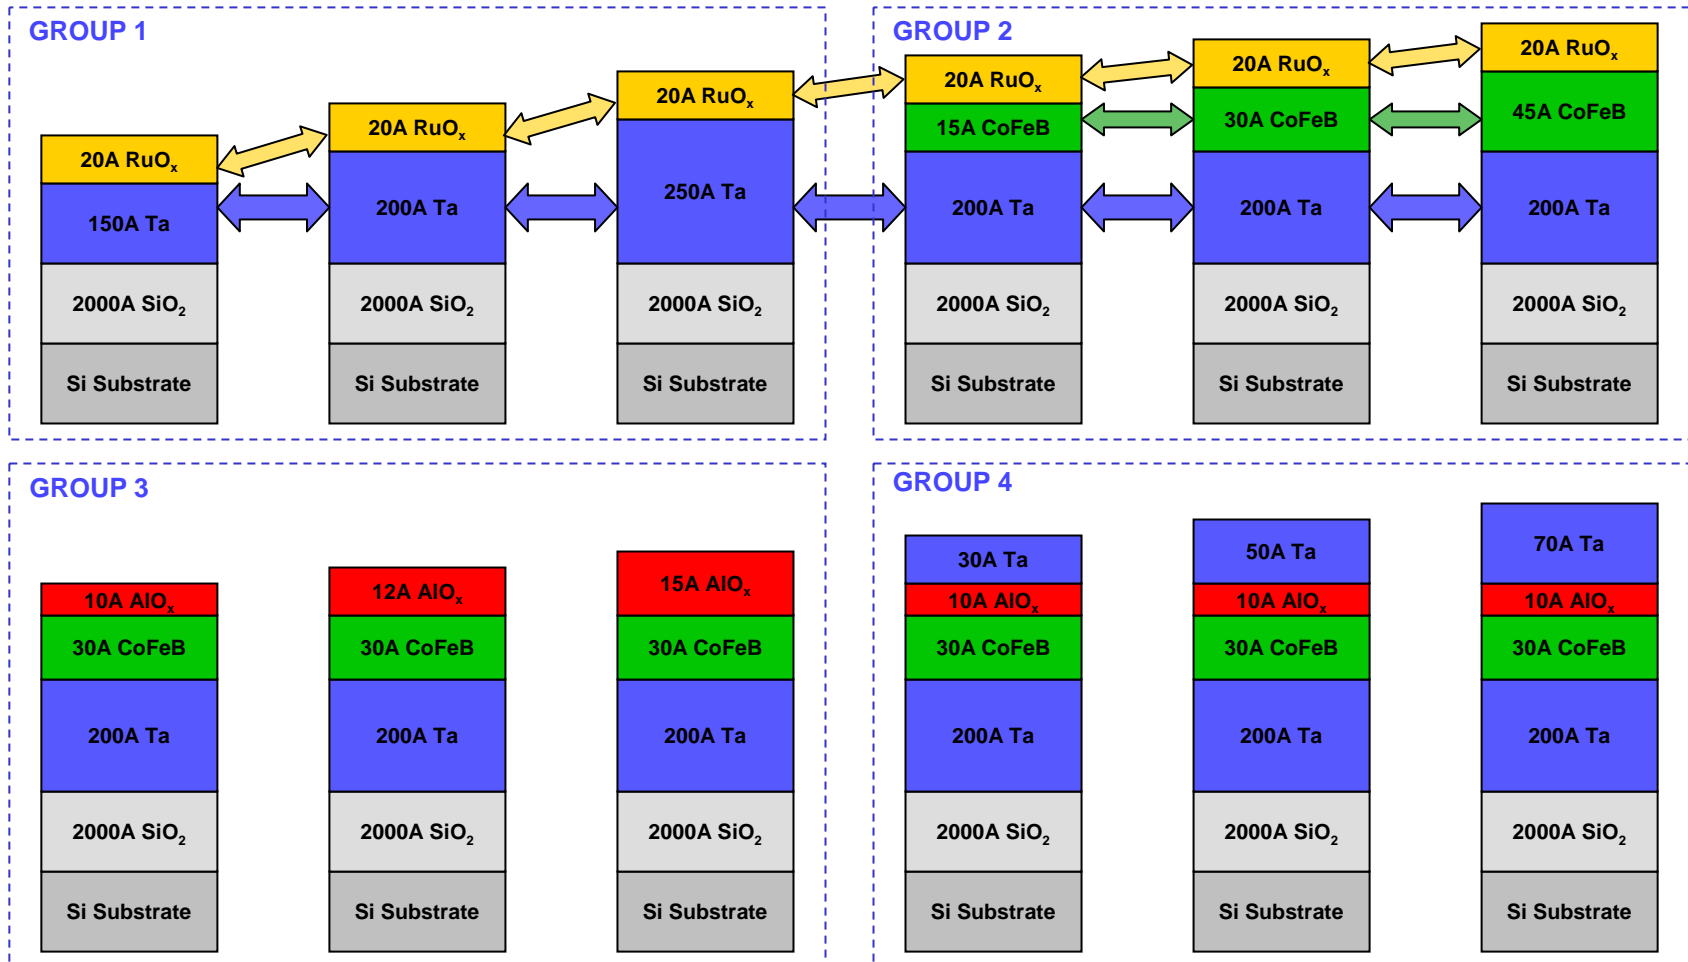 GROUP 1
20A RuOx
150A Ta
2000A SiO2
Si Substrate
20A RuOx
200A Ta
2000A SiO2
Si Substrate
20A RuOx
250A Ta
2000A SiO2
Si Substrate
GROUP 2
20A RuOx
15A CoFeB
200A Ta
2000A SiO2
Si Substrate
20A RuOx
30A CoFeB
200A Ta
2000A SiO2
Si Substrate
20A RuOx
45A CoFeB
200A Ta
2000A SiO2
Si Substrate
GROUP 3
10A AlOx
30A CoFeB
200A Ta
2000A SiO2
Si Substrate
12A AlOx
30A CoFeB
200A Ta
2000A SiO2
Si Substrate
15A AlOx
30A CoFeB
200A Ta
2000A SiO2
Si Substrate
GROUP 4
30A Ta
10A AlOx
30A CoFeB
200A Ta
2000A SiO2
Si Substrate
50A Ta
10A AlOx
30A CoFeB
200A Ta
2000A SiO2
Si Substrate
70A Ta
10A AlOx
30A CoFeB
200A Ta
2000A SiO2
Si Substrate